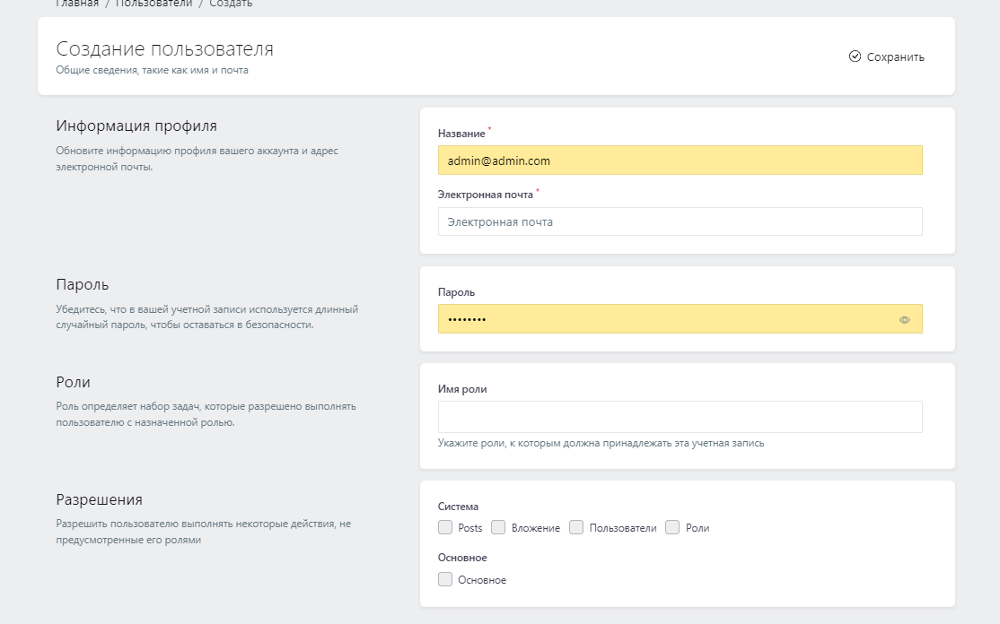 Главная / Пользователи / Создать
Создание пользователя
Общие сведения, такие как имя и почта
Сохранить
Информация профиля
Обновите информацию профиля вашего аккаунта и адрес
электронной почты.
Название *
admin@admin.com
Электронная почта *
Электронная почта
Пароль
Убедитесь, что в вашей учетной записи используется длинный
случайный пароль, чтобы оставаться в безопасности.
Пароль
••••••••
Роли
Роль определяет набор задач, которые разрешено выполнять
пользователю с назначенной ролью.
Имя роли
Укажите роли, к которым должна принадлежать эта учетная запись
Разрешения
Разрешить пользователю выполнять некоторые действия, не
предусмотренные его ролями
Система
Posts Вложение Пользователи Роли
Основное
Основное